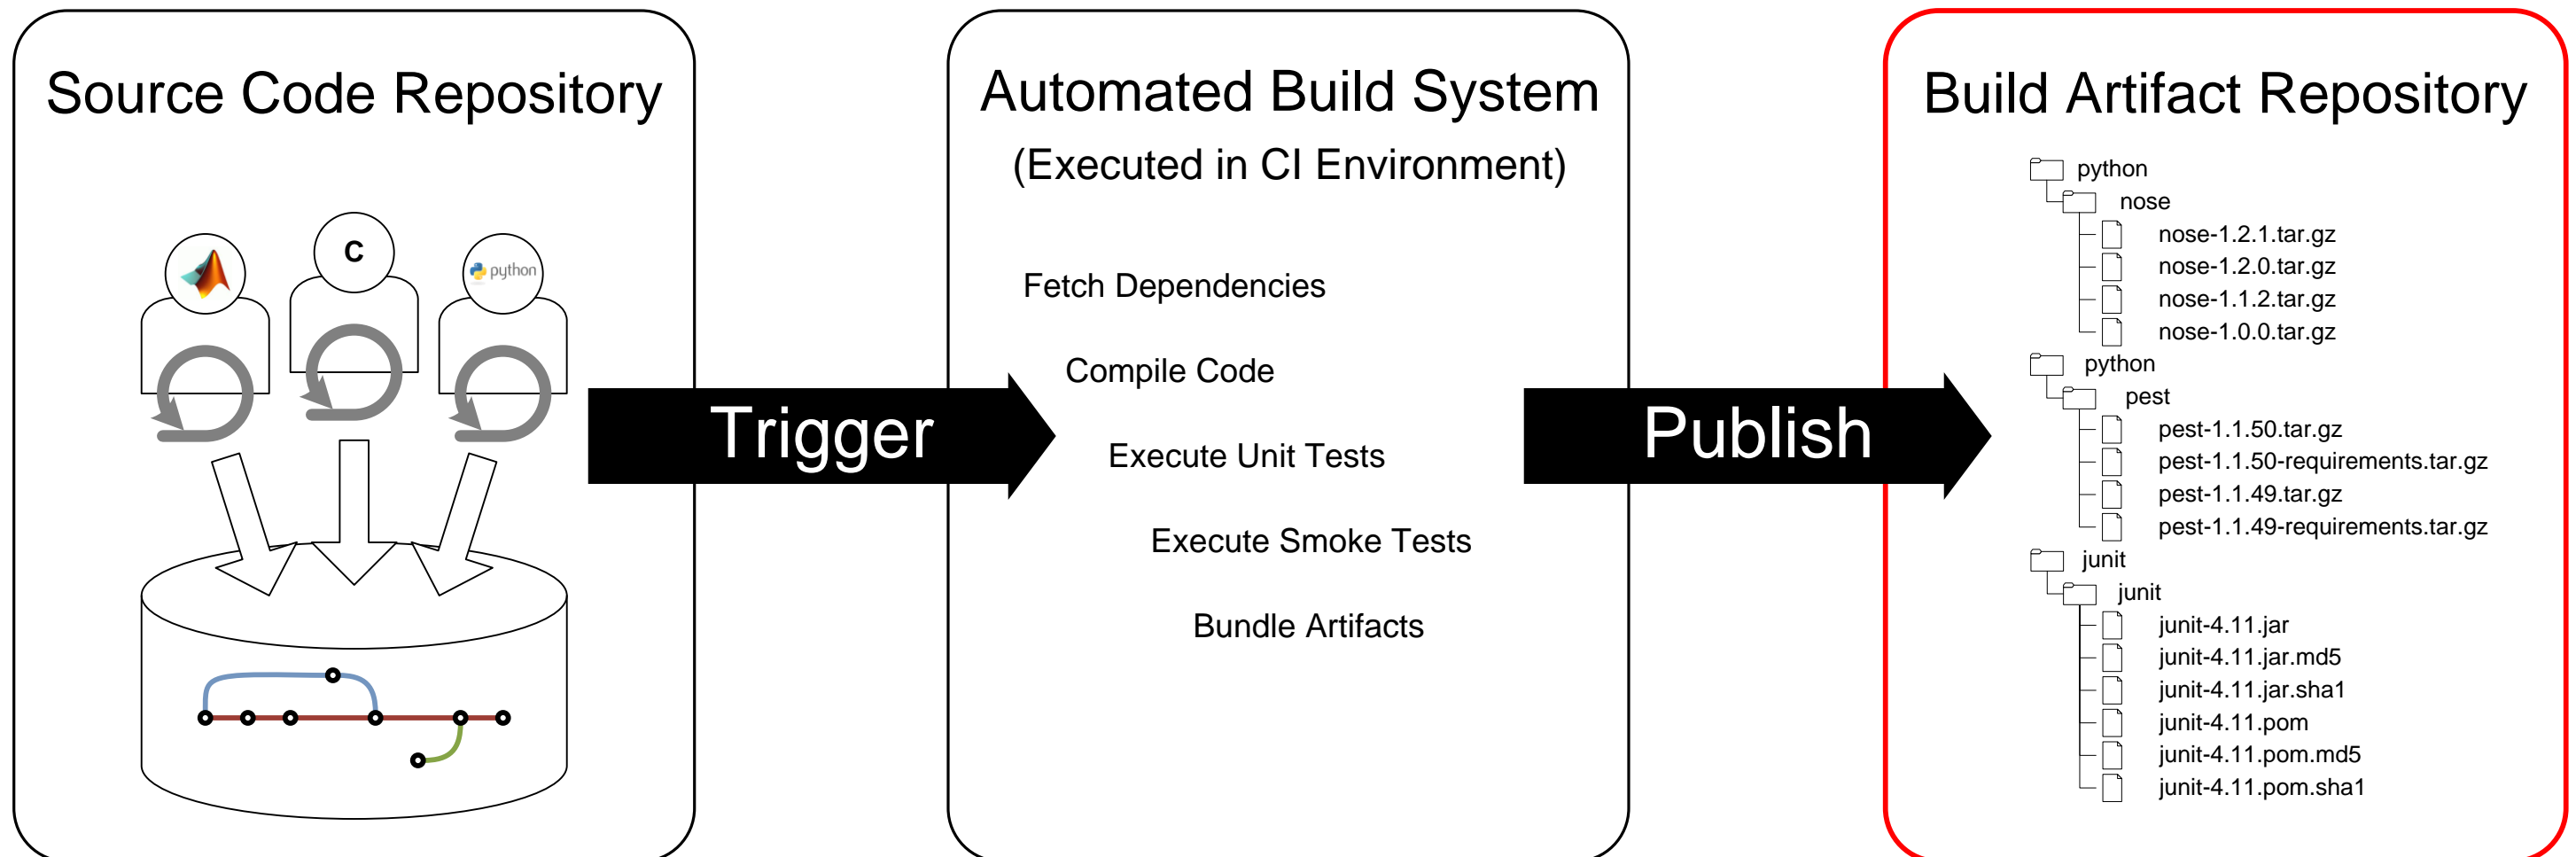 Source Code Repository
C
python
Trigger
Automated Build System
(Executed in CI Environment)
Fetch Dependencies
Compile Code
Execute Unit Tests
Execute Smoke Tests
Bundle Artifacts
Publish
Build Artifact Repository
python
nose
nose-1.2.1.tar.gz
nose-1.2.0.tar.gz
nose-1.1.2.tar.gz
nose-1.0.0.tar.gz
python
pest
pest-1.1.50.tar.gz
pest-1.1.50-requirements.tar.gz
pest-1.1.49.tar.gz
pest-1.1.49-requirements.tar.gz
junit
junit
junit-4.11.jar
junit-4.11.jar.md5
junit-4.11.jar.sha1
junit-4.11.pom
junit-4.11.pom.md5
junit-4.11.pom.sha1